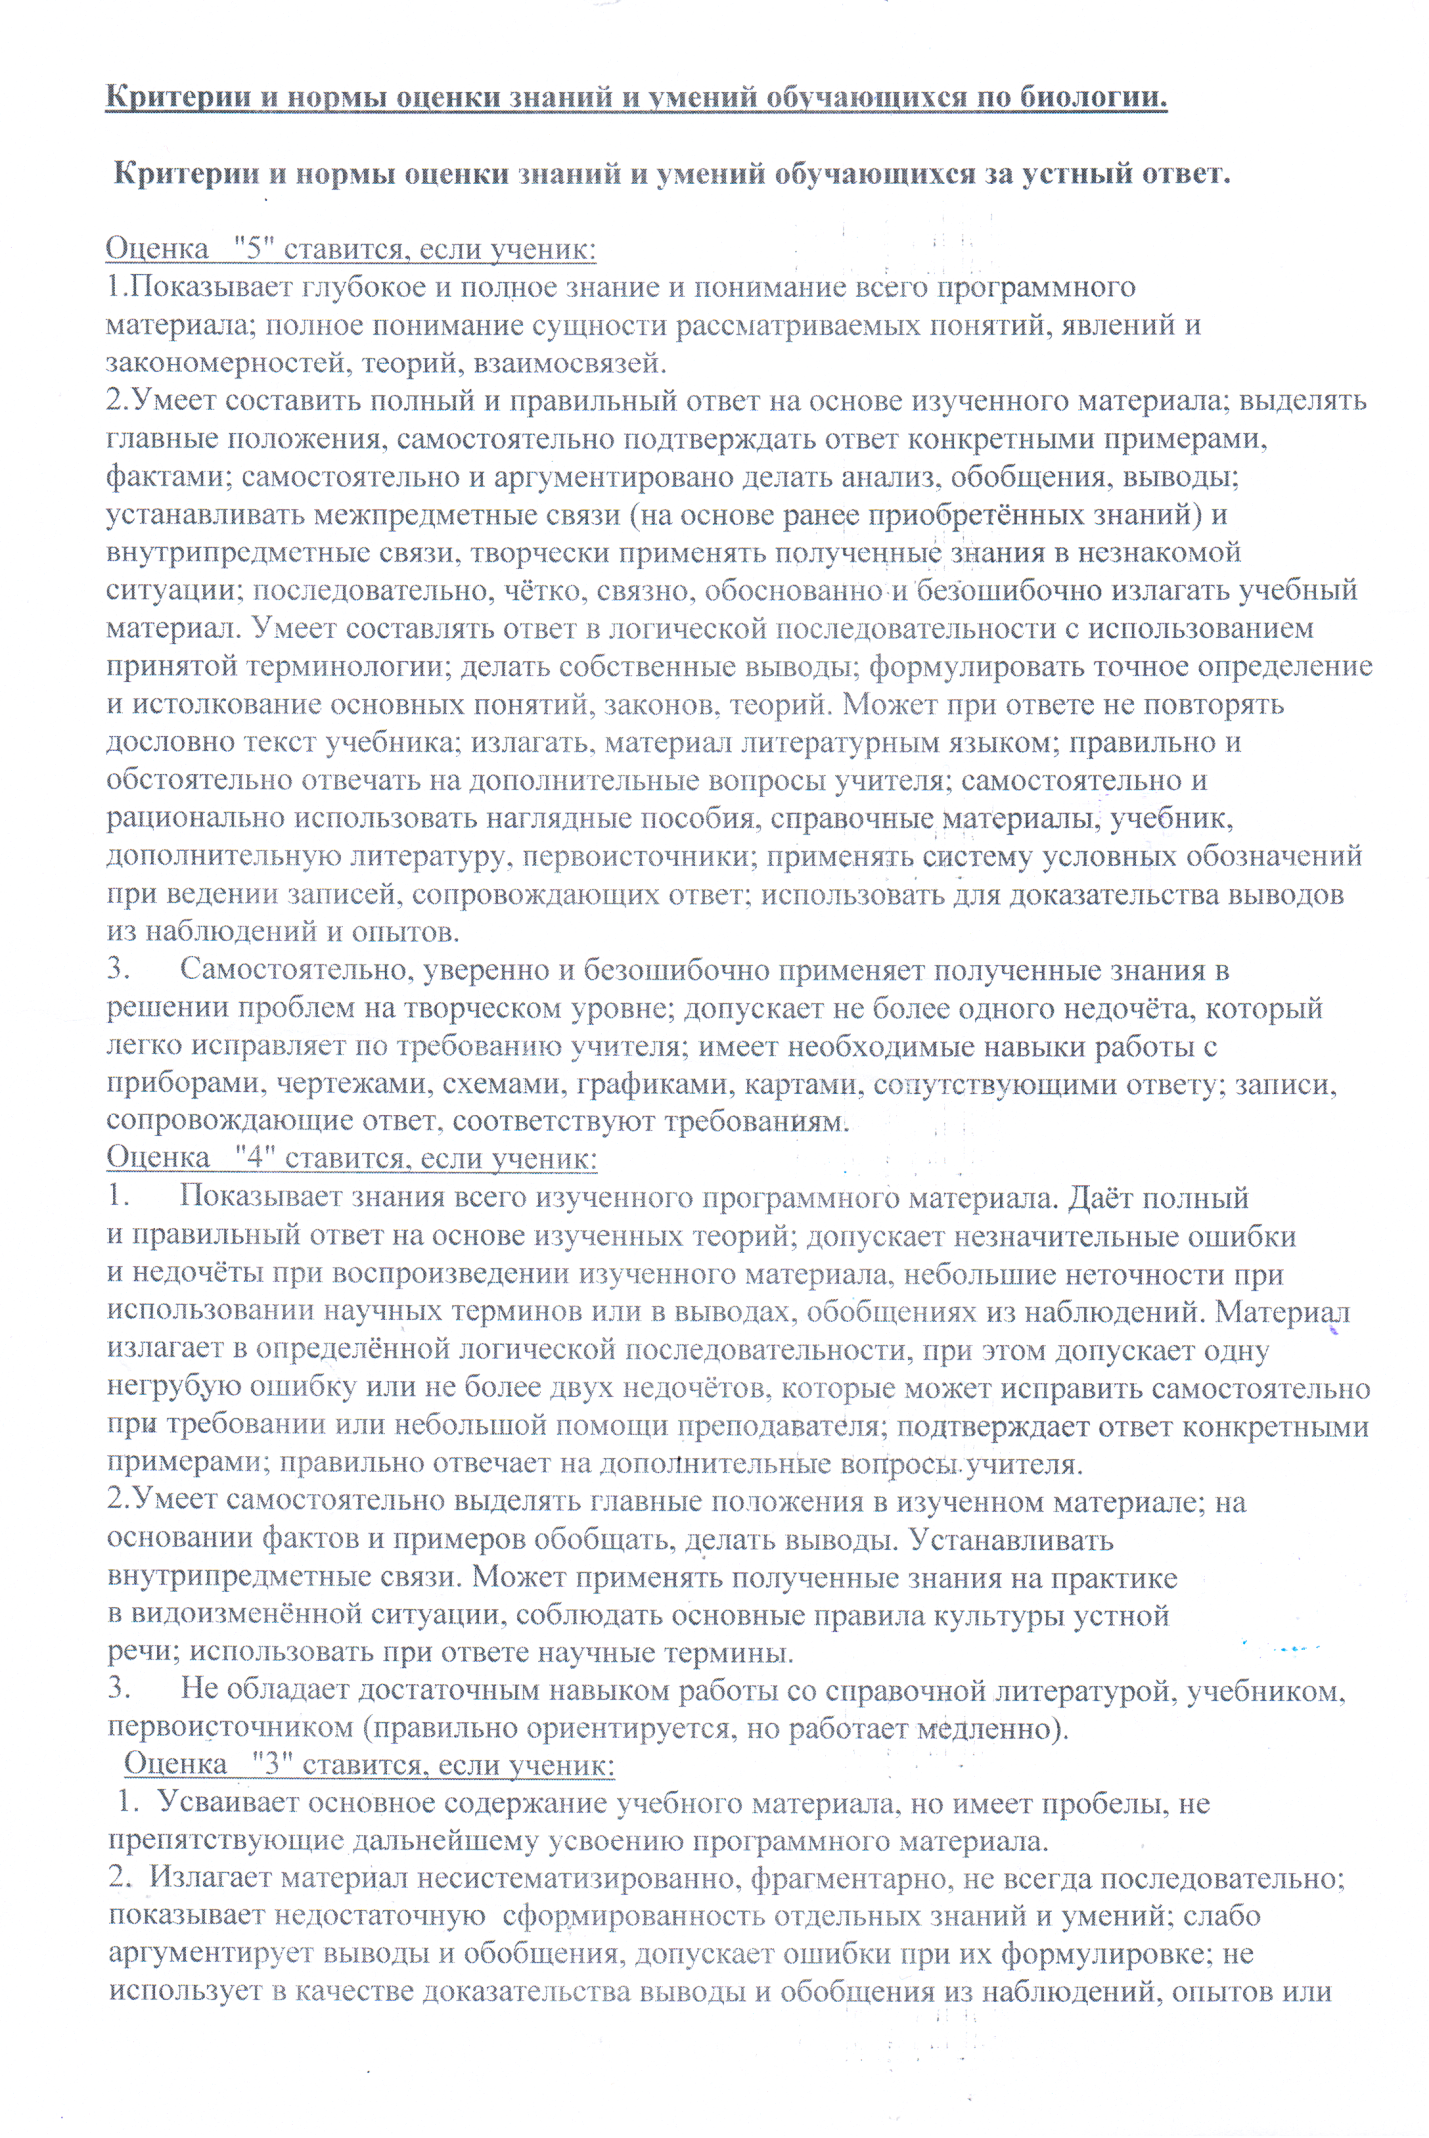 Критерии и нормы оценки знаний и умений обучающихся по биологии.
Критерии и нормы оценки знаний и умений обучающихся за устный ответ.
Оценка "5" ставится, если ученик:
1.Показывает глубокое и полное знание и понимание всего программного
материала; полное понимание сущности рассматриваемых понятий, явлений и
закономерностей, теорий, взаимосвязей.
2.Умеет составить полный и правильный ответ на основе изученного материала; выделять
главные положения, самостоятельно подтверждать ответ конкретными примерами,
фактами; самостоятельно и аргументировано делать анализ, обобщения, выводы;
устанавливать межпредметные связи (на основе ранее приобретённых знаний) и
внутрипредметные связи, творчески применять полученные знания в незнакомой
ситуации; последовательно, чётко, связно, обоснованно и безошибочно излагать учебный
материал. Умеет составлять ответ в логической последовательности с использованием
принятой терминологии; делать собственные выводы; формулировать точное определение
и истолкование основных понятий, законов, теорий. Может при ответе не повторять
дословно текст учебника; излагать, материал литературным языком; правильно и
обстоятельно отвечать на дополнительные вопросы учителя; самостоятельно и
рационально использовать наглядные пособия, справочные материалы, учебник,
дополнительную литературу, первоисточники; применять систему условных обозначений
при ведении записей, сопровождающих ответ; использовать для доказательства выводов
из наблюдений и опытов.
3. Самостоятельно, уверенно и безошибочно применяет полученные знания в
решении проблем на творческом уровне; допускает не более одного недочёта, который
легко исправляет по требованию учителя; имеет необходимые навыки работы с
приборами, чертежами, схемами, графиками, картами, сопутствующими ответу; записи,
сопровождающие ответ, соответствуют требованиям.
Оценка "4" ставится, если ученик:
1. Показывает знания всего изученного программного материала. Даёт полный
и правильный ответ на основе изученных теорий; допускает незначительные ошибки
и недочёты при воспроизведении изученного материала, небольшие неточности при
использовании научных терминов или в выводах, обобщениях из наблюдений. Материал
излагает в определённой логической последовательности, при этом допускает одну
негрубую ошибку или не более двух недочётов, которые может исправить самостоятельно
при требовании или небольшой помощи преподавателя; подтверждает ответ конкретными
примерами; правильно отвечает на дополнительные вопросы учителя.
2.Умеет самостоятельно выделять главные положения в изученном материале; на
основании фактов и примеров обобщать, делать выводы. Устанавливать
внутрипредметные связи. Может применять полученные знания на практике
в видоизменённой ситуации, соблюдать основные правила культуры устной
речи; использовать при ответе научные термины.
3. Не обладает достаточным навыком работы со справочной литературой, учебником,
первоисточником (правильно ориентируется, но работает медленно).
Оценка "3" ставится, если ученик:
1. Усваивает основное содержание учебного материала, но имеет пробелы, не
препятствующие дальнейшему усвоению программного материала.
2. Излагает материал несистематизированно, фрагментарно, не всегда последовательно;
показывает недостаточную сформированность отдельных знаний и умений; слабо
аргументирует выводы и обобщения, допускает ошибки при их формулировке; не
использует в качестве доказательства выводы и обобщения из наблюдений, опытов или